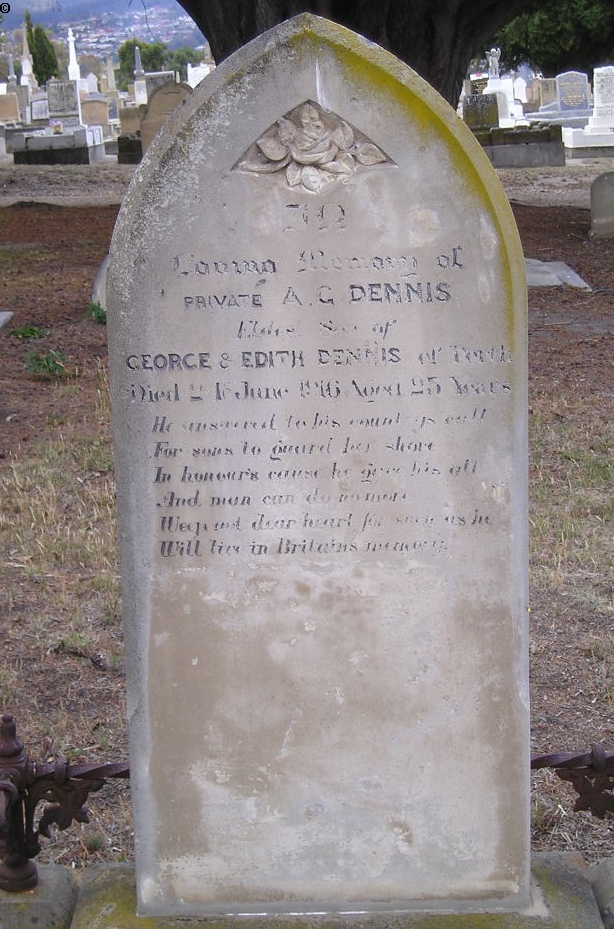 ©
IN
Loving Memory of
PRIVATE A. G. DENNIS
Eldest Son of
GEORGE & EDITH DENNIS of Perth
Died June 1916 Aged 25 Years
He answered to his countrys call
For sons to guard her shore
In honour's cause he gave his all
And man can do no more
Weep not dear heart for such as he
Will live in Britains memory